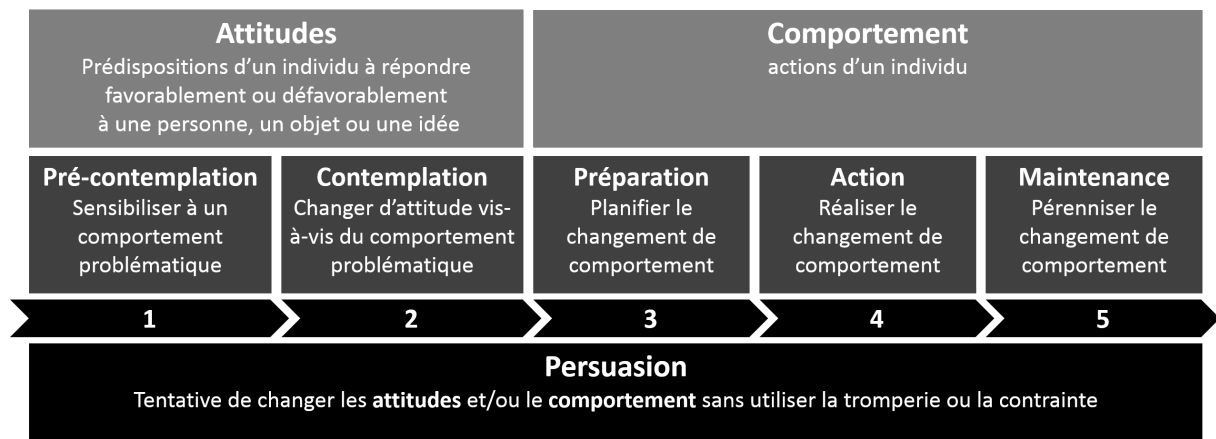 Attitudes
Prédispositions d’un individu à répondre
favorablement ou défavorablement
à une personne, un objet ou une idée
Comportement
actions d’un individu
Pré-contemplation
Sensibiliser à un
comportement
problématique
Contemplation
Changer d’attitude vis-
à-vis du comportement
problématique
Préparation
Planifier le
changement de
comportement
Action
Réaliser le
changement de
comportement
Maintenance
Pérenniser le
changement de
comportement
1
2
3
4
5
Persuasion
Tentative de changer les attitudes et/ou le comportement sans utiliser la tromperie ou la contrainte